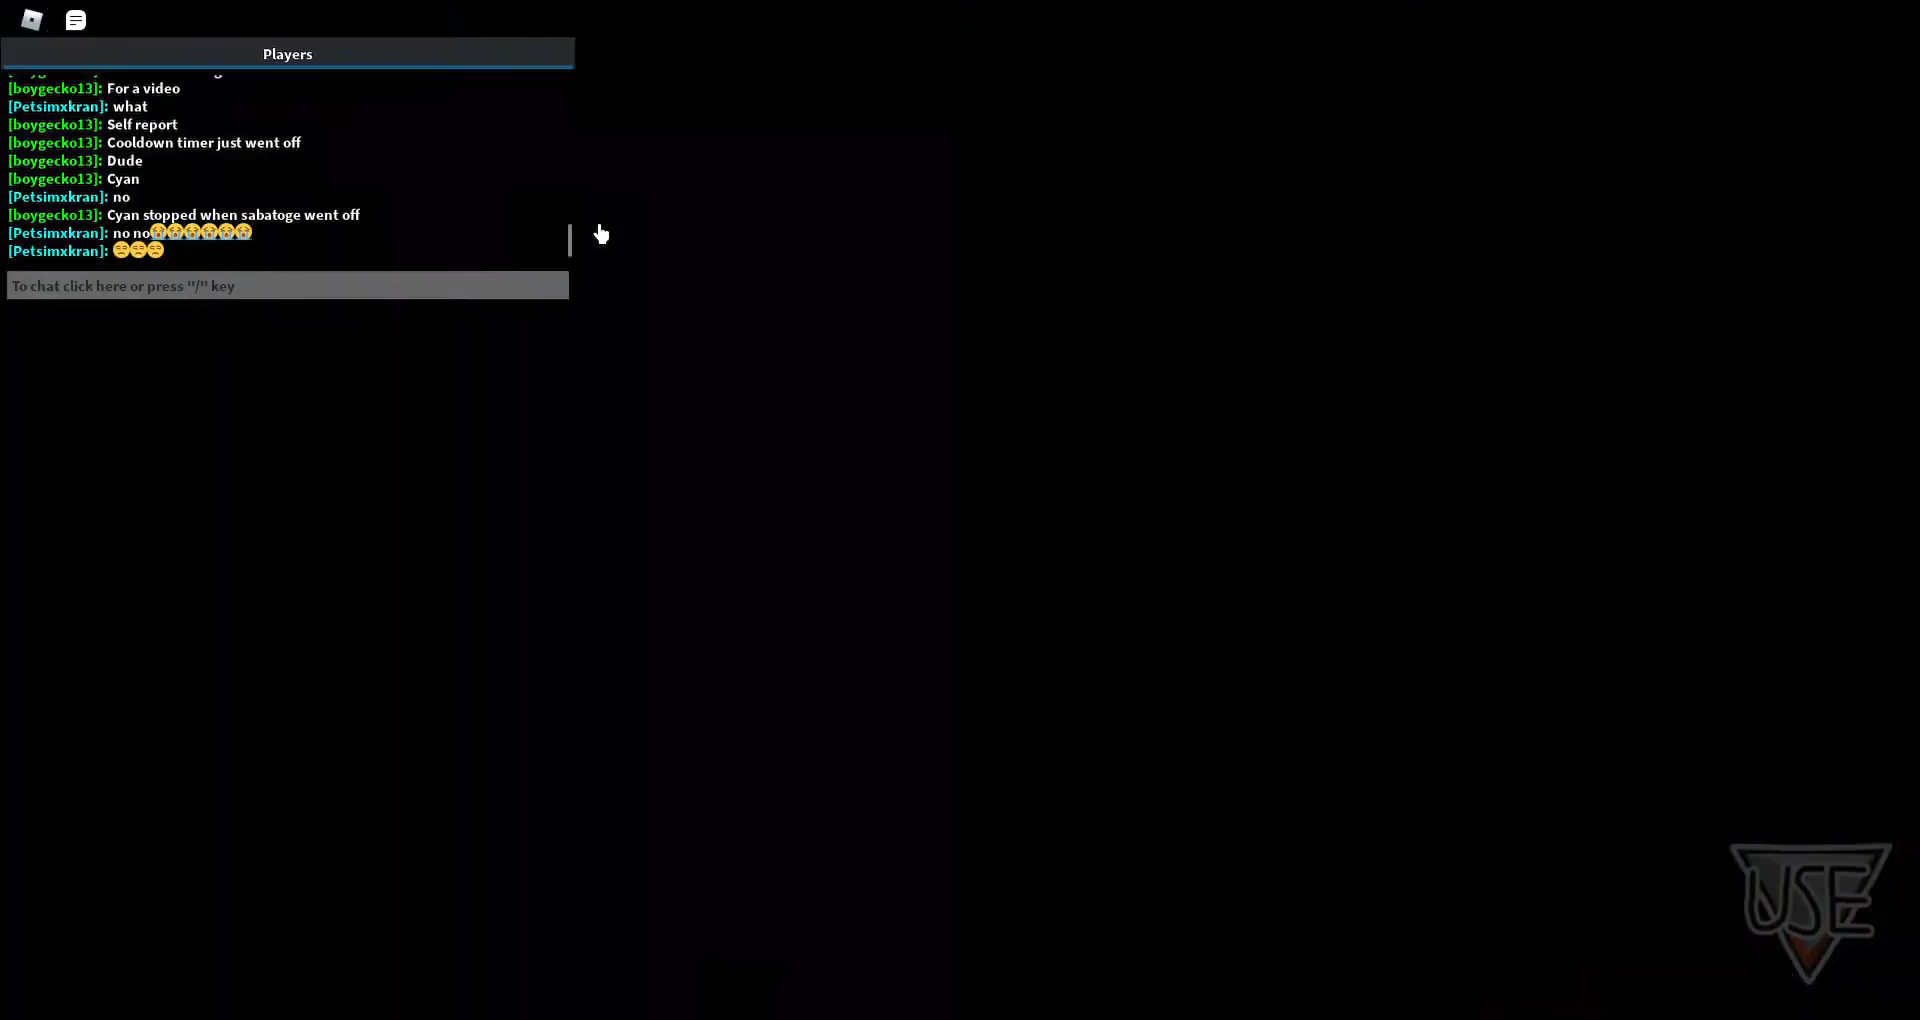 Players
[boygecko13]: For a video
[Petsimxkran]: what
[boygecko13]: Self report
[boygecko13]: Cooldown timer just went off
[boygecko13]: Dude
[boygecko13]: Cyan
[Petsimxkran]: no
[boygecko13]: Cyan stopped when sabatoge went off
[Petsimxkran]: no no😭😭😭😭😭😭
[Petsimxkran]: 😒😒😒
To chat click here or press "/" key
USE